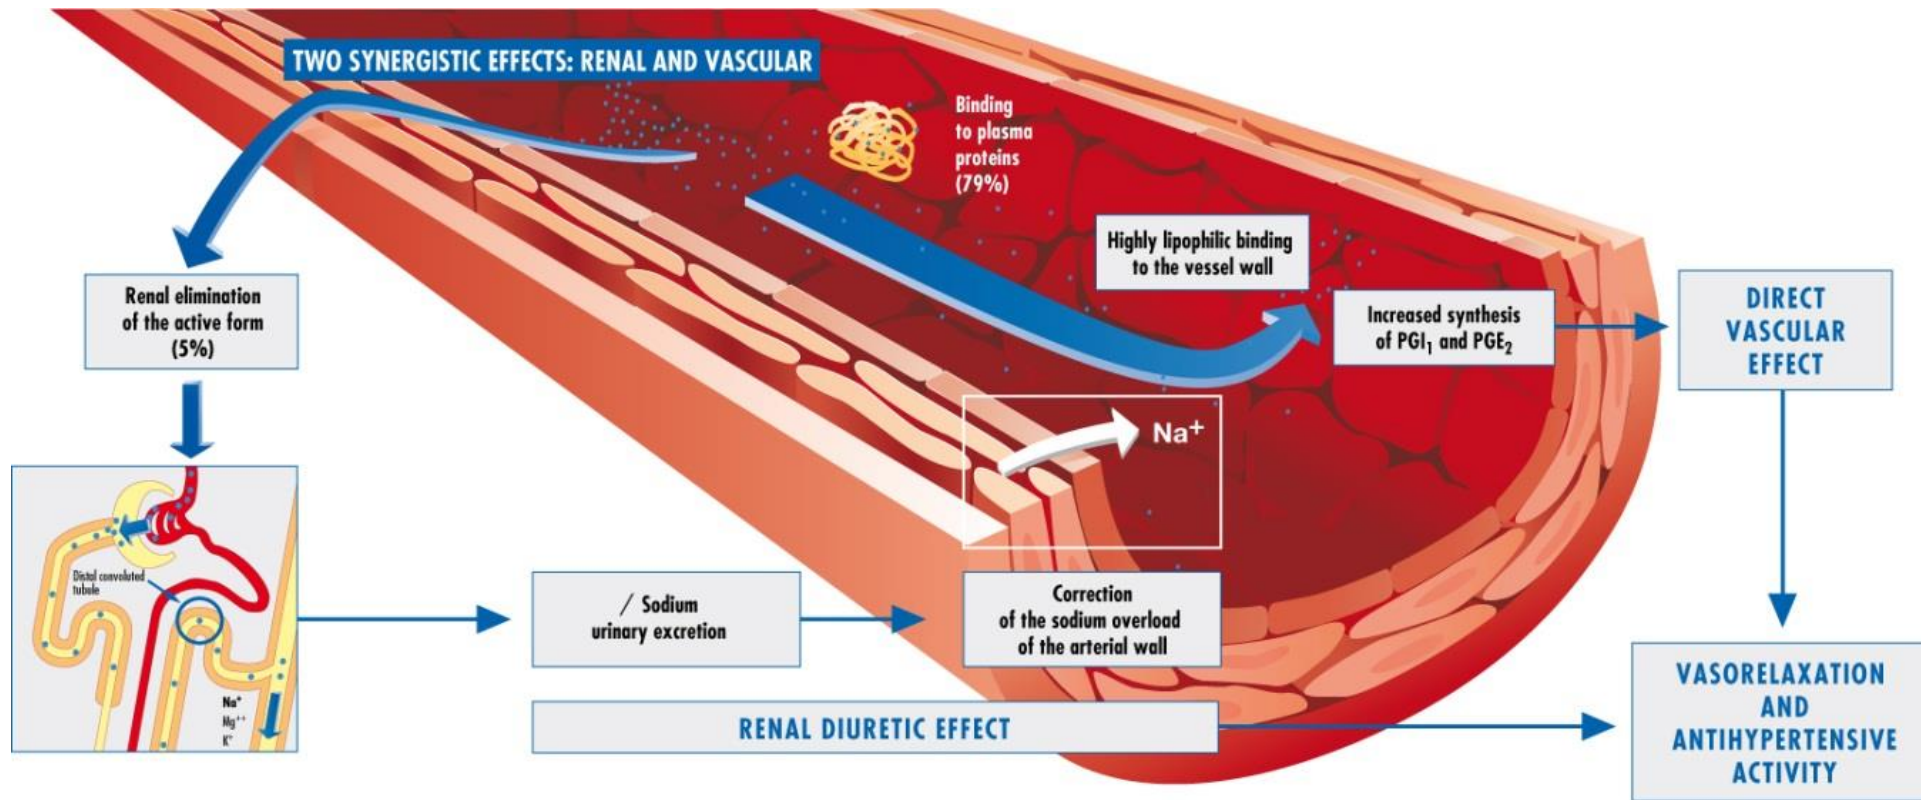 TWO SYNERGISTIC EFFECTS: RENAL AND VASCULAR
Binding
to plasma
proteins
(79%)
Highly lipophilic binding
to the vessel wall
Renal elimination
of the active form
(5%)
Increased synthesis
of PGI₁ and PGE₂
DIRECT
VASCULAR
EFFECT
Na⁺
Distal convoluted
tubule
/ Sodium
urinary excretion
Correction
of the sodium overload
of the arterial wall
Na⁺
Mg⁺⁺
K⁺
RENAL DIURETIC EFFECT
VASORELAXATION
AND
ANTIHYPERTENSIVE
ACTIVITY